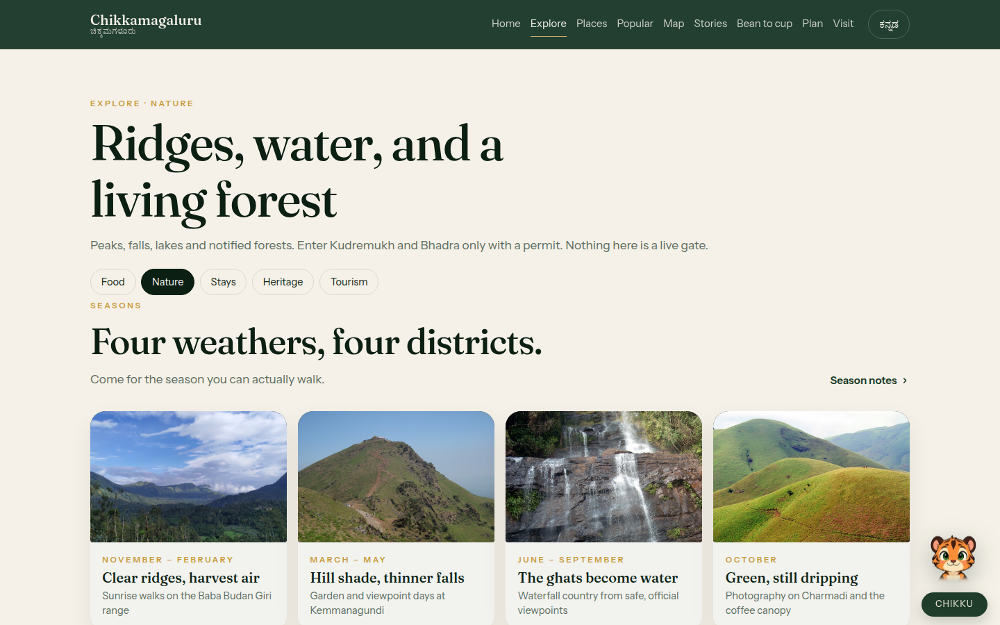 Chikkamagaluru
ಚಿಕ್ಕಮಗಳೂರು
Home Explore Places Popular Map Stories Bean to cup Plan Visit ಕನ್ನಡ
EXPLORE · NATURE
Ridges, water, and a
living forest
Peaks, falls, lakes and notified forests. Enter Kudremukh and Bhadra only with a permit. Nothing here is a live gate.
Food Nature Stays Heritage Tourism
SEASONS
Four weathers, four districts.
Come for the season you can actually walk.
Season notes ›
NOVEMBER – FEBRUARY
Clear ridges, harvest air
Sunrise walks on the Baba Budan Giri
range
MARCH – MAY
Hill shade, thinner falls
Garden and viewpoint days at
Kemmanagundi
JUNE – SEPTEMBER
The ghats become water
Waterfall country from safe, official
viewpoints
OCTOBER
Green, still dripping
Photography on Charmadi and the
coffee canopy
CHIKKU